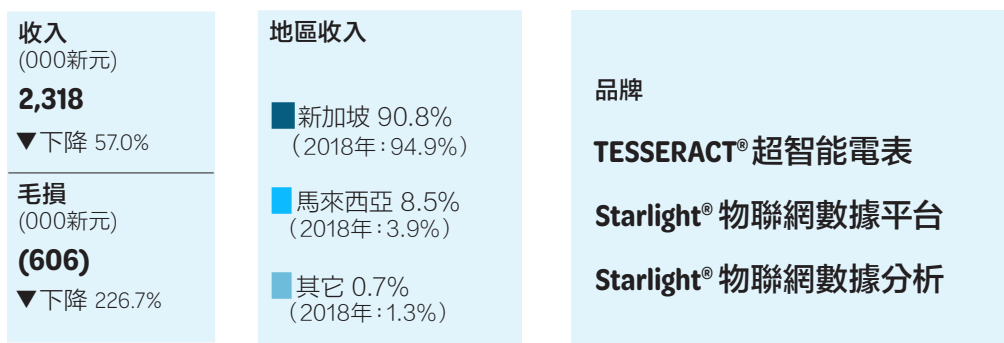 收入
(000新元)
2,318
▼下降 57.0%
毛損
(000新元)
(606)
▼下降 226.7%
地區收入
新加坡 90.8%
（2018年：94.9%）
馬來西亞 8.5%
（2018年：3.9%）
其它 0.7%
（2018年：1.3%）
品牌
TESSERACT®超智能電表
Starlight® 物聯網數據平台
Starlight® 物聯網數據分析